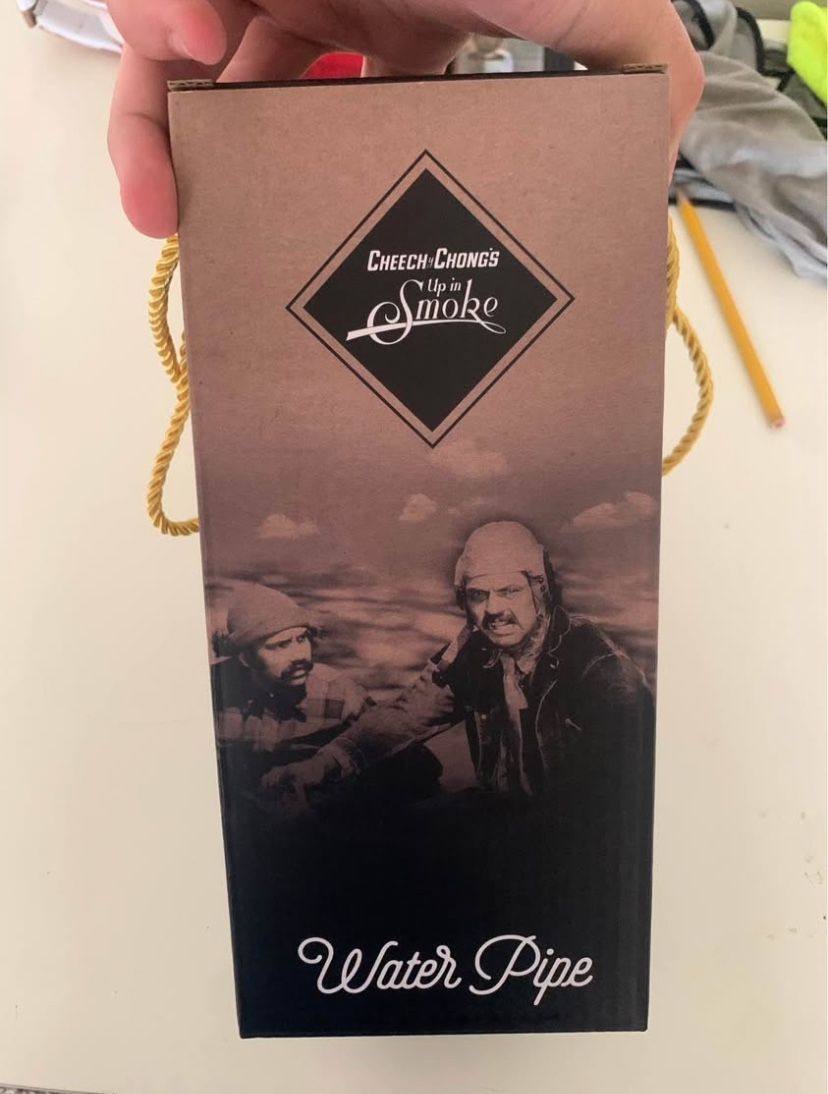 CHEECH y CHONG'S
Up in
Smoke
Water Pipe